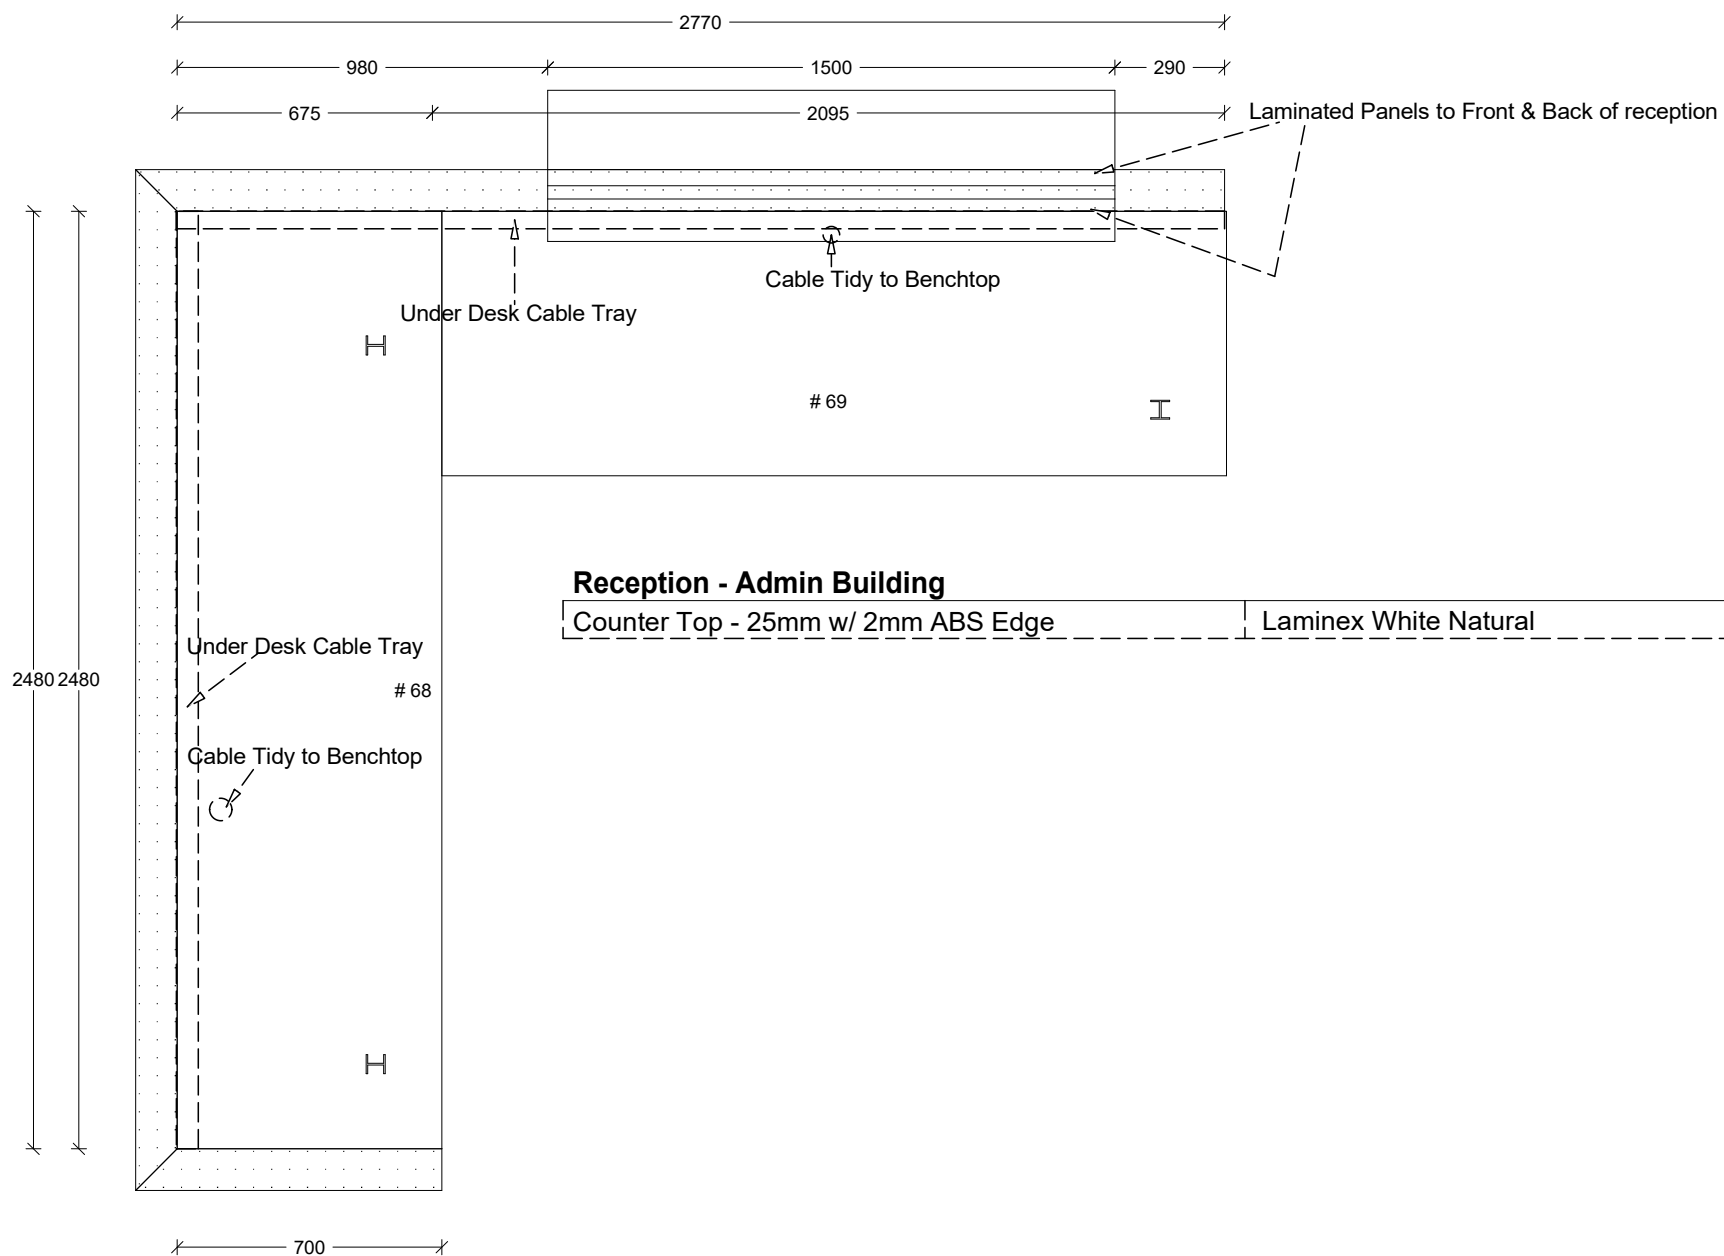 2770
980
1500
290
675
2095
Laminated Panels to Front & Back of reception
Cable Tidy to Benchtop
Under Desk Cable Tray
# 69
Reception - Admin Building
Counter Top - 25mm w/ 2mm ABS Edge
Laminex White Natural
Under Desk Cable Tray
2480
2480
# 68
Cable Tidy to Benchtop
700